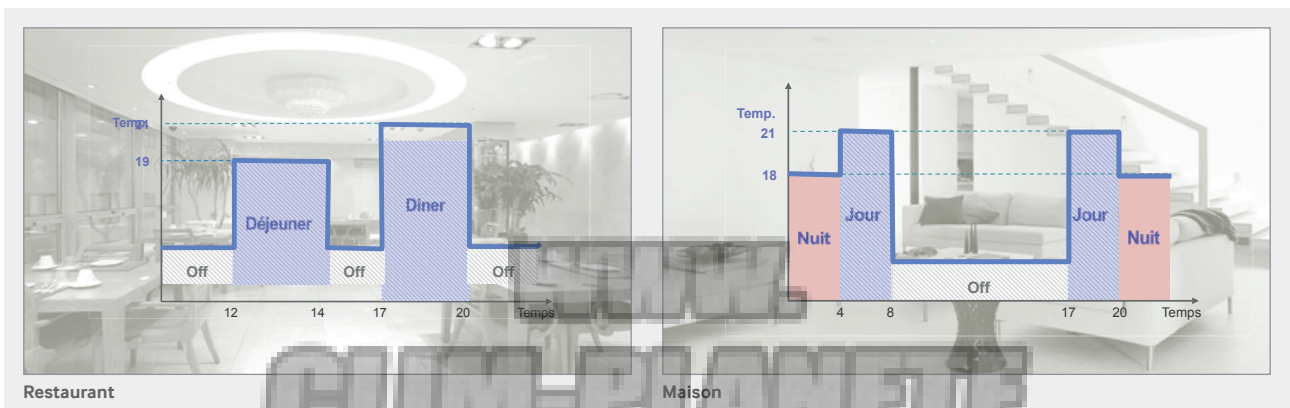 Temp.
19
Déjeuner
Diner
Off
Off
Off
12
14
17
20
Temps
Restaurant
Temp.
21
18
Nuit
Jour
Jour
Nuit
Off
4
8
17
20
Temps
Maison
CLIM-PLANETE